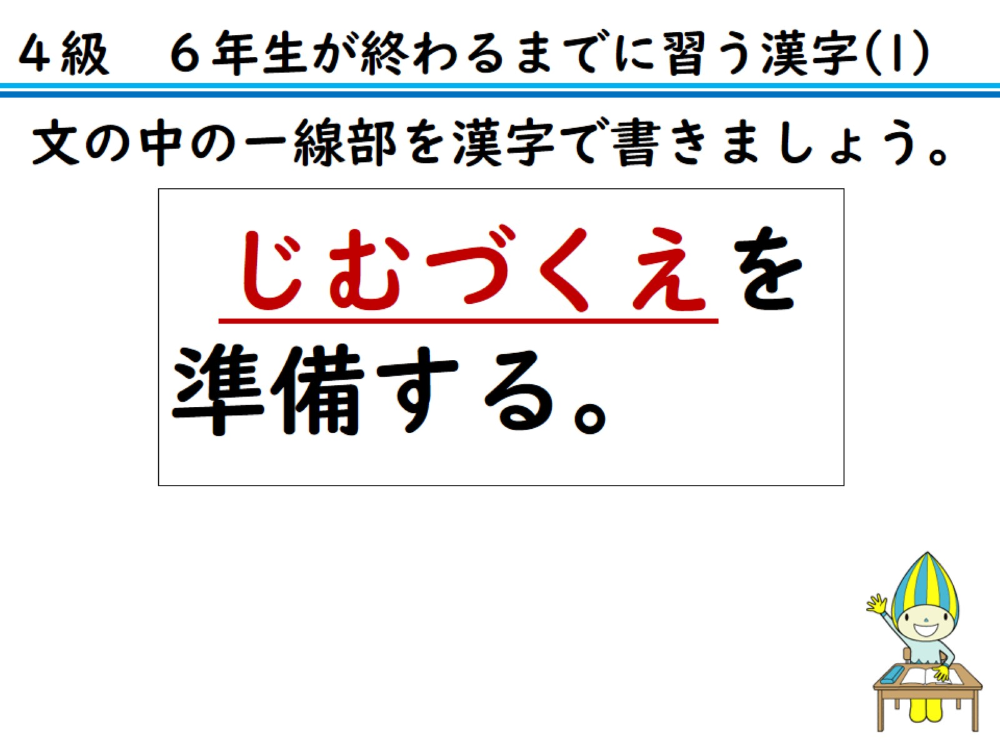 ４級　６年生が終わるまでに習う漢字(1)
文の中の一線部を漢字で書きましょう。
じむづくえを
準備する。